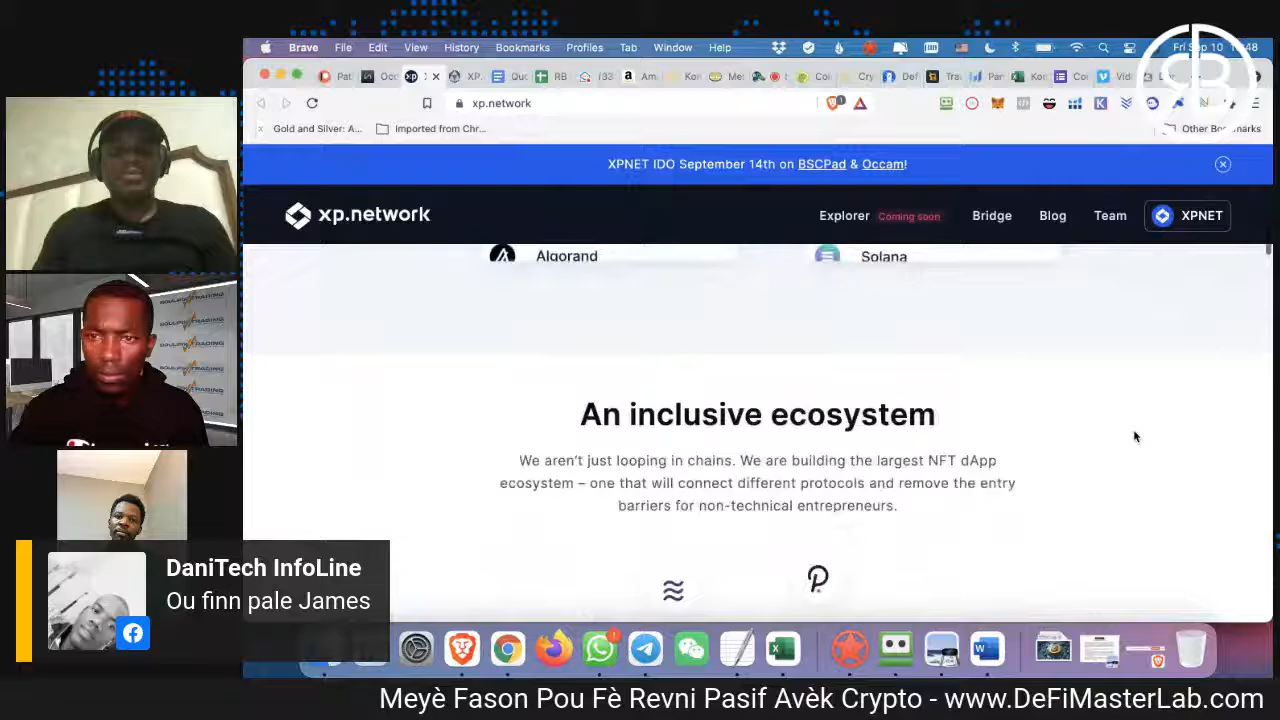 Brave File Edit View History Bookmarks Profiles Tab Window Help
Fri Sep 10
xp.network
Gold and Silver: A...
Imported from Chr...
Other Bookmarks
XPNET IDO September 14th on BSCPad & Occam!
xp.network
Explorer Coming soon Bridge Blog Team XPNET
Algorand
Solana
An inclusive ecosystem
We aren't just looping in chains. We are building the largest NFT dApp
ecosystem – one that will connect different protocols and remove the entry
barriers for non-technical entrepreneurs.
DaniTech InfoLine
Ou finn pale James
Meyè Fason Pou Fè Revni Pasif Avèk Crypto - www.DeFiMasterLab.com